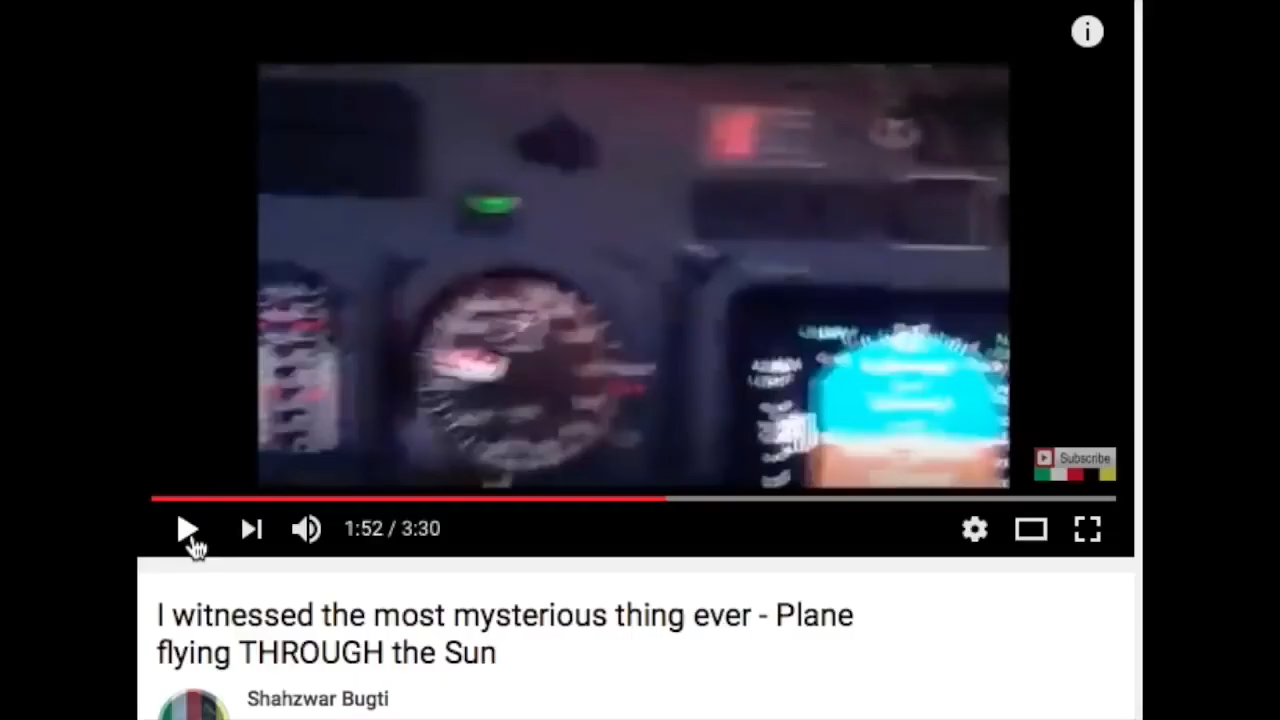 Subscribe
1:52 / 3:30
I witnessed the most mysterious thing ever - Plane
flying THROUGH the Sun
Shahzwar Bugti